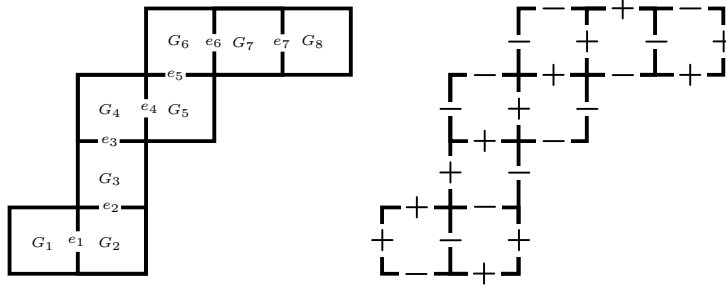 G₆ e₆ G₇ e₇ G₈ − + −
− + − +
e₅ − + − +
G₄ e₄ G₅ − + −
e₃ + −
G₃ + −
e₂ + −
G₁ e₁ G₂ + − +
− +